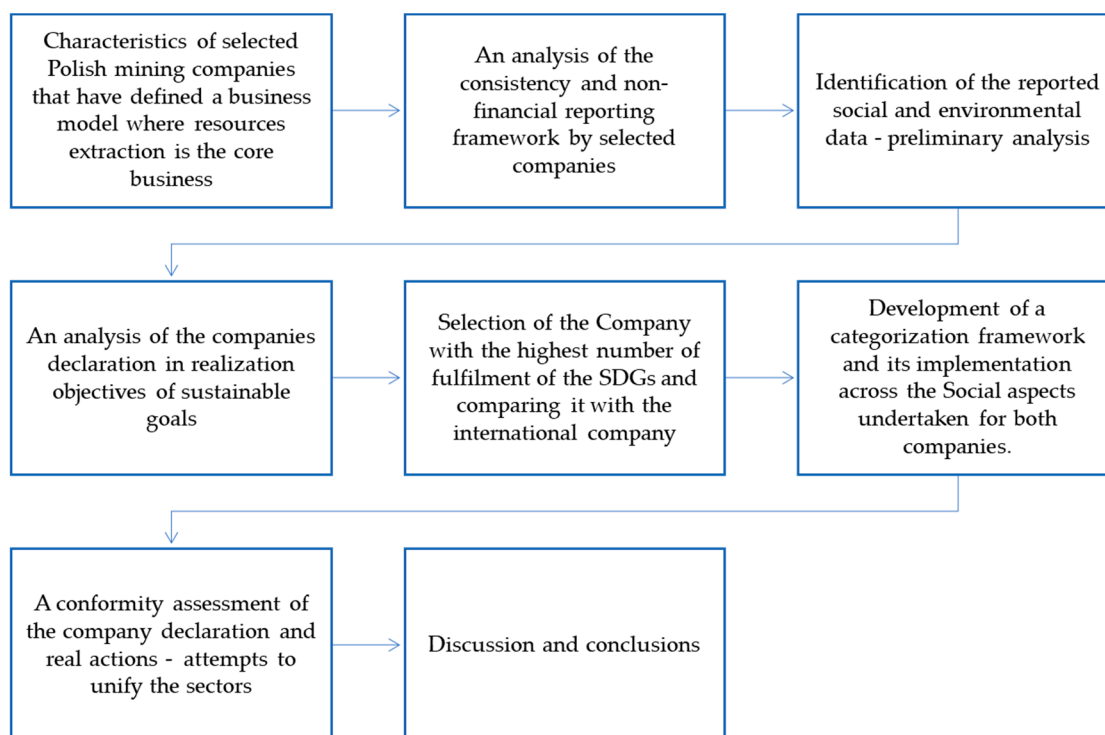 Characteristics of selected
Polish mining companies
that have defined a business
model where resources
extraction is the core
business
An analysis of the
consistency and non-
financial reporting
framework by selected
companies
Identification of the reported
social and environmental
data - preliminary analysis
An analysis of the companies
declaration in realization
objectives of sustainable
goals
Selection of the Company
with the highest number of
fulfilment of the SDGs and
comparing it with the
international company
Development of a
categorization framework
and its implementation
across the Social aspects
undertaken for both
companies.
A conformity assessment of
the company declaration and
real actions - attempts to
unify the sectors
Discussion and conclusions